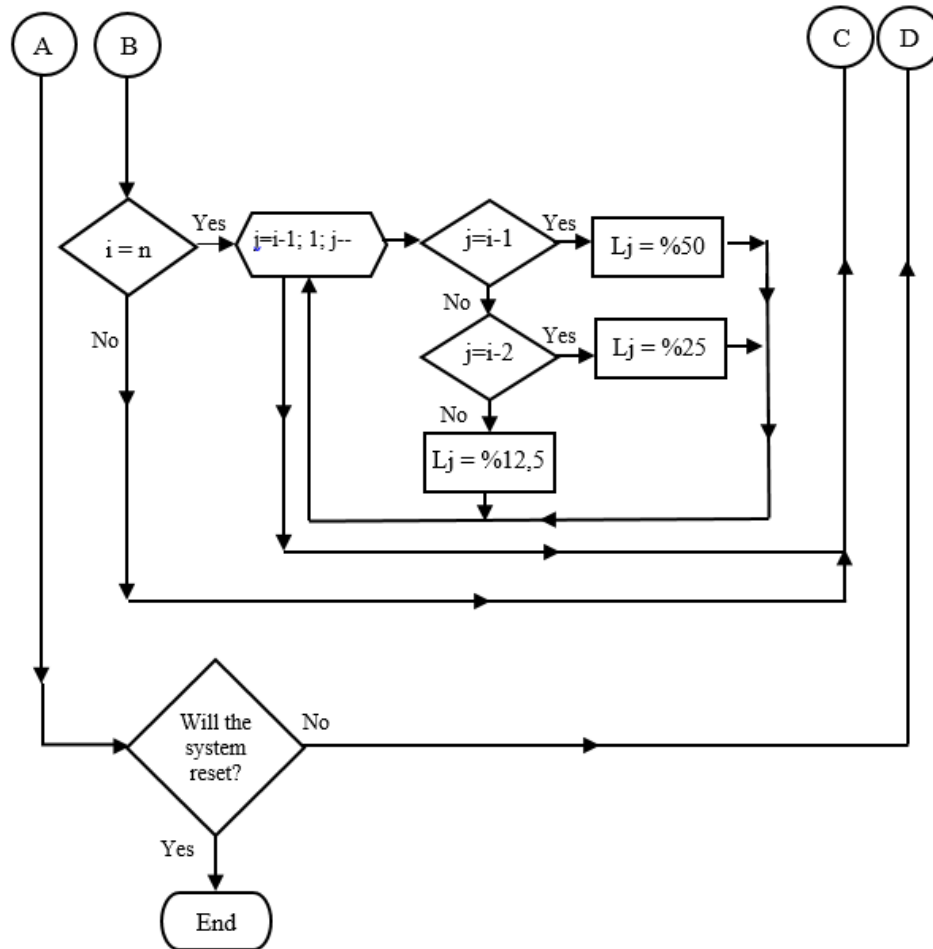 A
B
C
D
i = n
Yes
No
j=i-1; 1; j--
j=i-1
Yes
Lj = %50
No
j=i-2
Yes
Lj = %25
No
Lj = %12,5
Will the
system
reset?
No
Yes
End